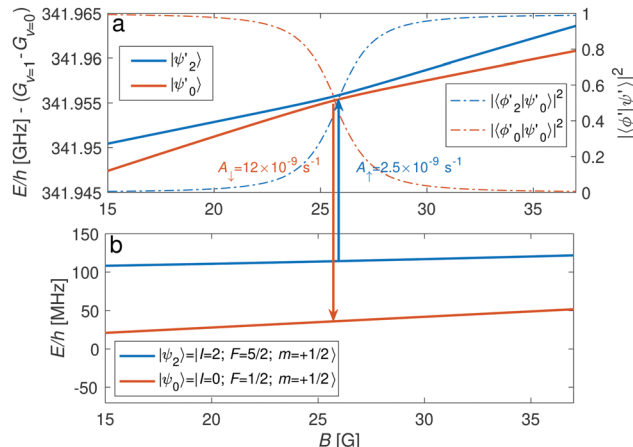 a
341.965
341.96
341.955
341.95
341.945
E/h [GHz] - (G_{ν=1} - G_{ν=0})
|ψ'_2⟩
|ψ'_0⟩
|⟨ϕ'_2|ψ'_0⟩|^2
|⟨ϕ'_0|ψ'_0⟩|^2
A_↓=12×10^{-9} s^{-1}
A_↑=2.5×10^{-9} s^{-1}
1
0.8
0.6
0.4
0.2
0
|⟨ϕ'|ψ'⟩|^2
15 20 25 30 35
b
150
100
50
0
-50
E/h [MHz]
|ψ_2⟩=|I=2; F=5/2; m=+1/2⟩
|ψ_0⟩=|I=0; F=1/2; m=+1/2⟩
15 20 25 30 35
B [G]